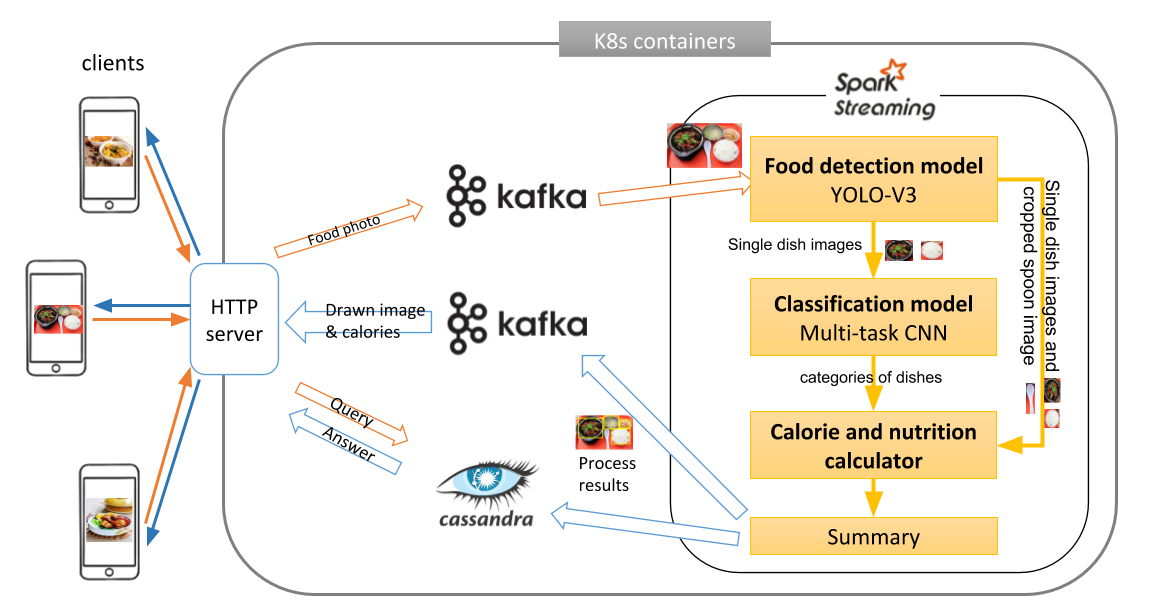 K8s containers
clients
Spark
Streaming
Food detection model
YOLO-V3
kafka
Food photo
Single dish images
Single dish images and
cropped spoon image
HTTP
server
Drawn image
& calories
kafka
Classification model
Multi-task CNN
categories of dishes
Query
Answer
Calorie and nutrition
calculator
Process
results
cassandra
Summary